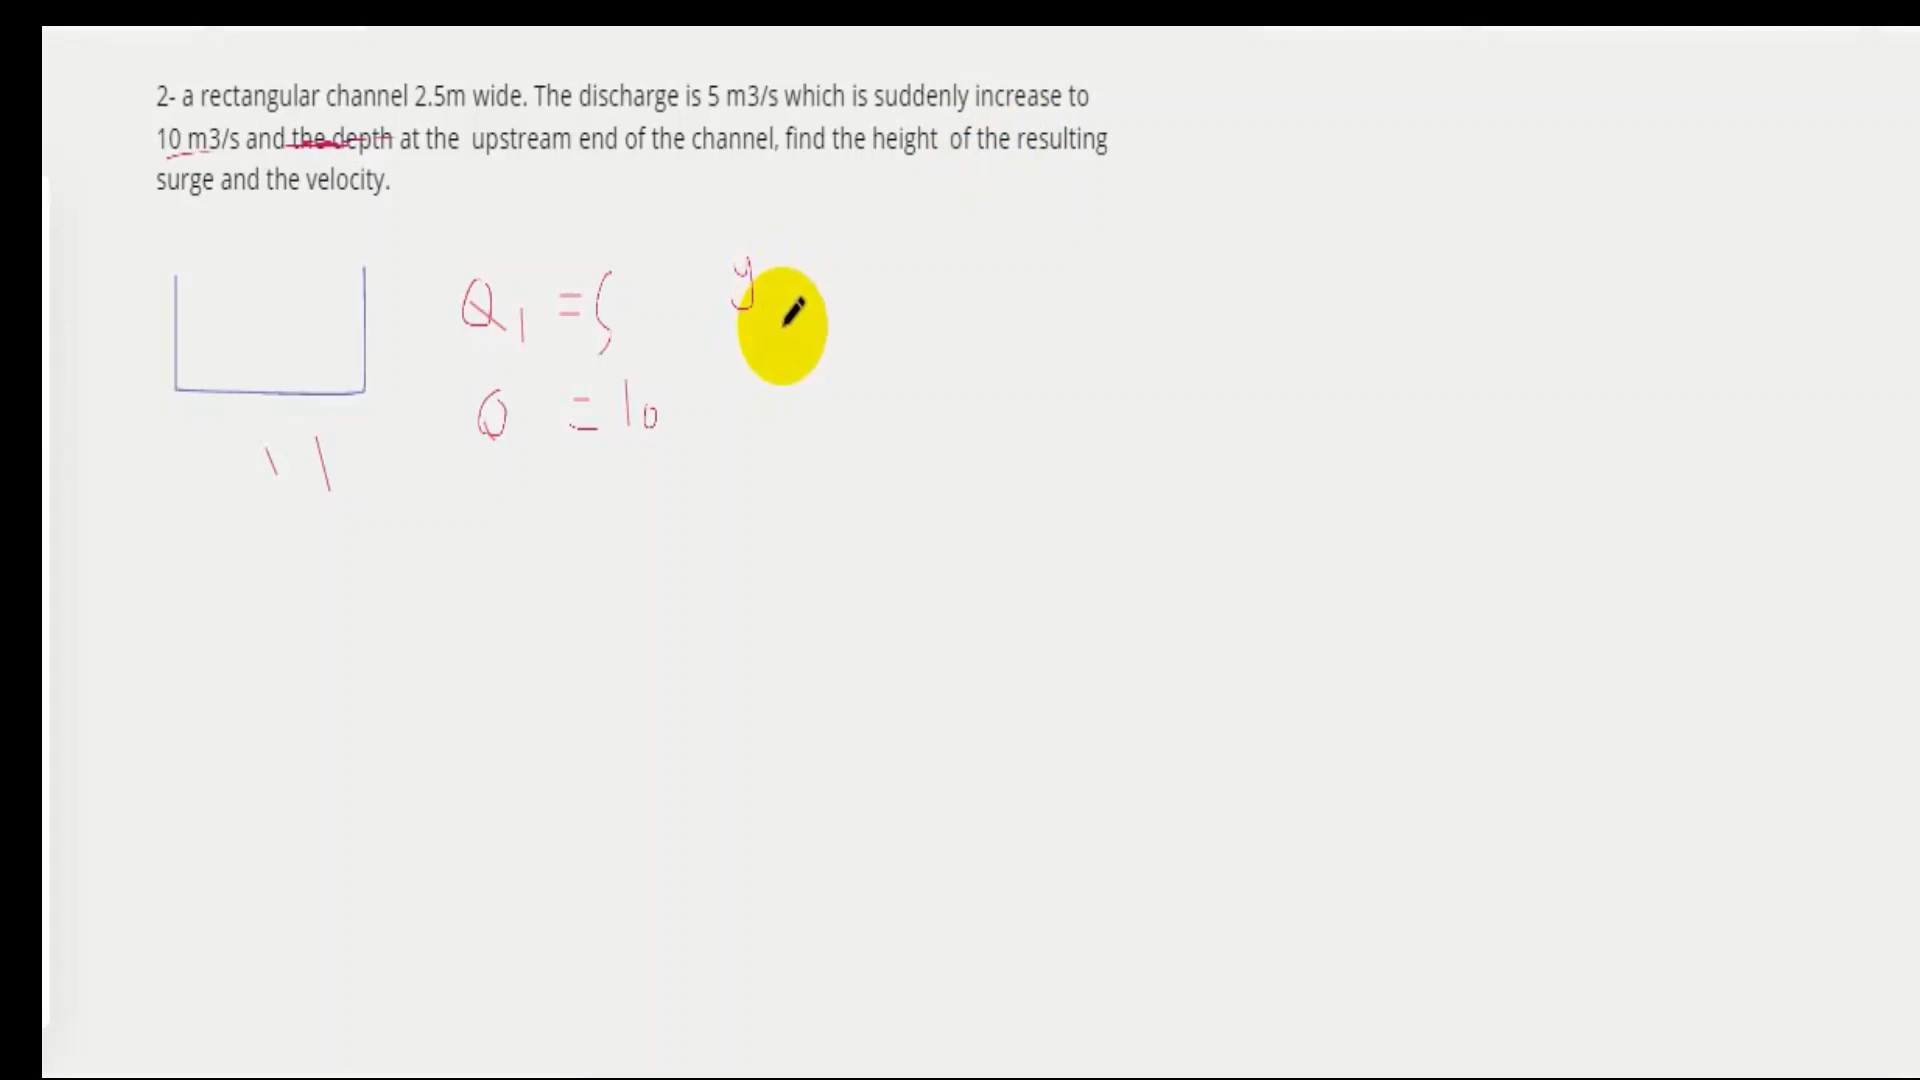 2- a rectangular channel 2.5m wide. The discharge is 5 m3/s which is suddenly increase to
10 m3/s and the depth at the upstream end of the channel, find the height of the resulting
surge and the velocity.
Q1 = 5 y
Q = 10